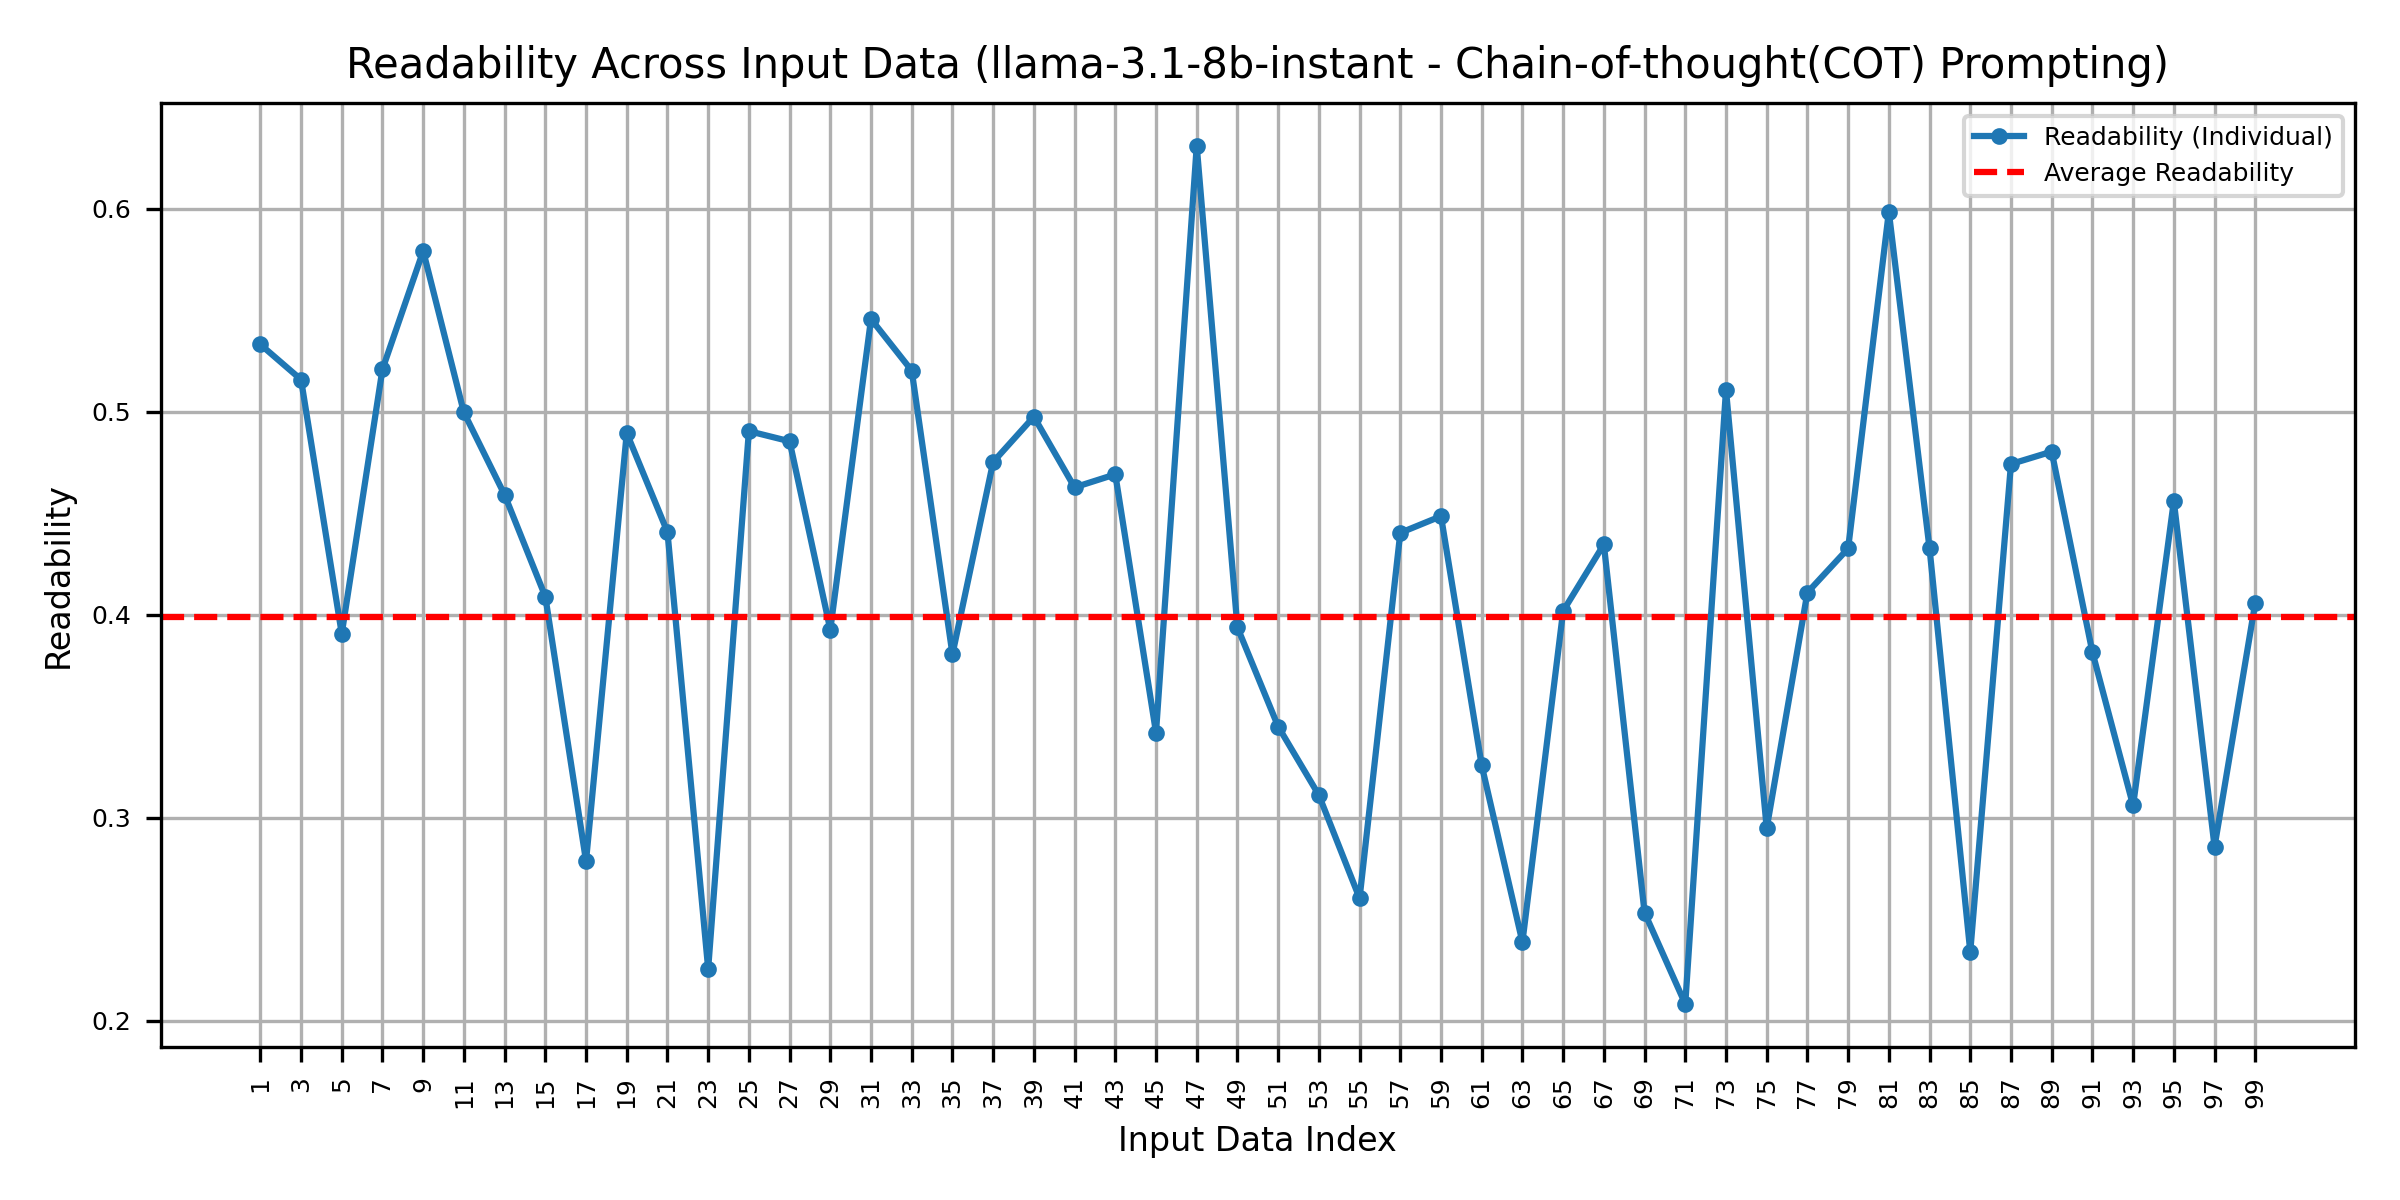 Readability Across Input Data (llama-3.1-8b-instant - Chain-of-thought(COT) Prompting)
Readability (Individual)
Average Readability
Readability
0.6
0.5
0.4
0.3
0.2
1 3 5 7 9 11 13 15 17 19 21 23 25 27 29 31 33 35 37 39 41 43 45 47 49 51 53 55 57 59 61 63 65 67 69 71 73 75 77 79 81 83 85 87 89 91 93 95 97 99
Input Data Index